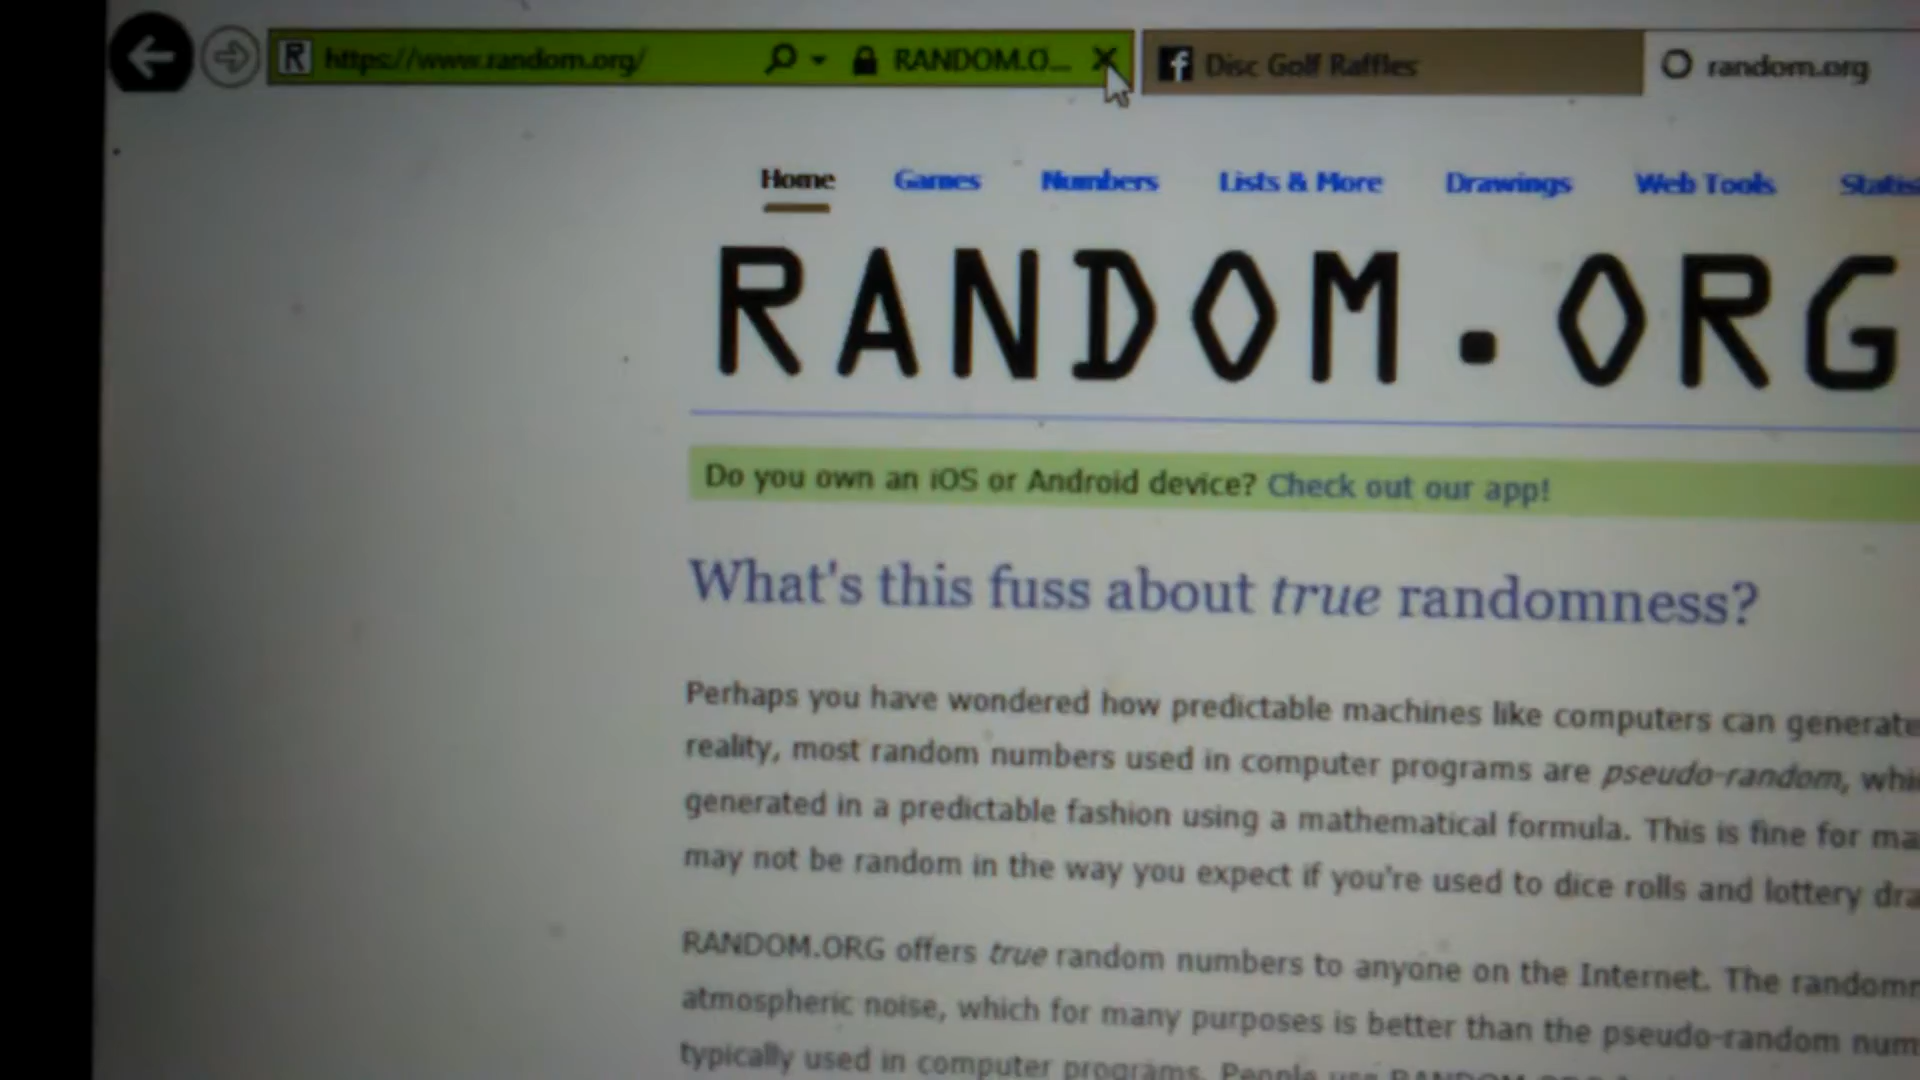 https://www.random.org/ RANDOM.O... Disc Golf Raffles random.org
Home Games Numbers Lists & More Drawings Web Tools
RANDOM.ORG
Do you own an iOS or Android device? Check out our app!
What's this fuss about true randomness?
Perhaps you have wondered how predictable machines like computers can generate
reality, most random numbers used in computer programs are pseudo-random,
generated in a predictable fashion using a mathematical formula. This is fine for
may not be random in the way you expect if you're used to dice rolls and lottery
RANDOM.ORG offers true random numbers to anyone on the Internet. The
atmospheric noise, which for many purposes is better than the pseudo-random
typically used in computer programs. People use RANDOM.ORG